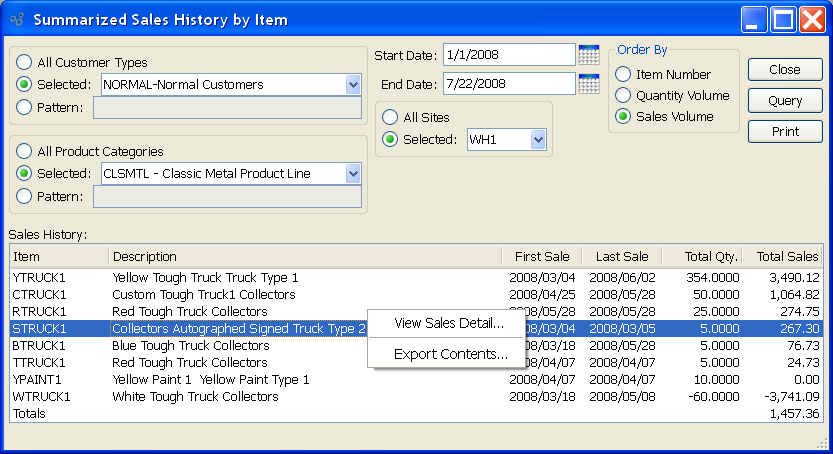 Summarized Sales History by Item
All Customer Types
Selected: NORMAL-Normal Customers
Pattern:
All Product Categories
Selected: CLSMTL - Classic Metal Product Line
Pattern:
Start Date: 1/1/2008
End Date: 7/22/2008
All Sites
Selected: WH1
Order By
Item Number
Quantity Volume
Sales Volume
Close
Query
Print
Sales History:
Item Description First Sale Last Sale Total Qty. Total Sales
YTRUCK1 Yellow Tough Truck Truck Type 1 2008/03/04 2008/06/02 354.0000 3,490.12
CTRUCK1 Custom Tough Truck1 Collectors 2008/04/25 2008/05/28 50.0000 1,064.82
RTRUCK1 Red Tough Truck Collectors 2008/05/28 2008/05/28 25.0000 274.75
STRUCK1 Collectors Autographed Signed Truck Type 2 2008/03/04 2008/03/05 5.0000 267.30
BTRUCK1 Blue Tough Truck Collectors 2008/03/18 2008/05/28 5.0000 76.73
TTRUCK1 Red Tough Truck Collectors 2008/04/07 2008/04/07 5.0000 24.73
YPAINT1 Yellow Paint 1 Yellow Paint Type 1 2008/04/07 2008/04/07 10.0000 0.00
WTRUCK1 White Tough Truck Collectors 2008/03/18 2008/05/08 -60.0000 -3,741.09
Totals 1,457.36
View Sales Detail...
Export Contents...